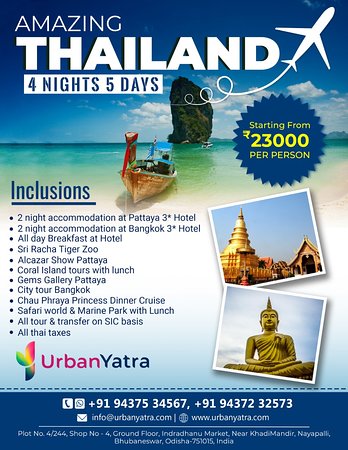 AMAZING
THAILAND
4 NIGHTS 5 DAYS
Starting From
₹23000
PER PERSON
Inclusions
• 2 night accommodation at Pattaya 3* Hotel
• 2 night accommodation at Bangkok 3* Hotel
• All day Breakfast at Hotel
• Sri Racha Tiger Zoo
• Alcazar Show Pattaya
• Coral Island tours with lunch
• Gems Gallery Pattaya
• City tour Bangkok
• Chau Phraya Princess Dinner Cruise
• Safari world & Marine Park with Lunch
• All tour & transfer on SIC basis
• All thai taxes
UrbanYatra
+91 94375 34567, +91 94372 32573
info@urbanyatra.com | www.urbanyatra.com
Plot No. 4/244, Shop No - 4, Ground Floor, Indradhanu Market, Near KhadiMandir, Nayapalli,
Bhubaneswar, Odisha-751015, India